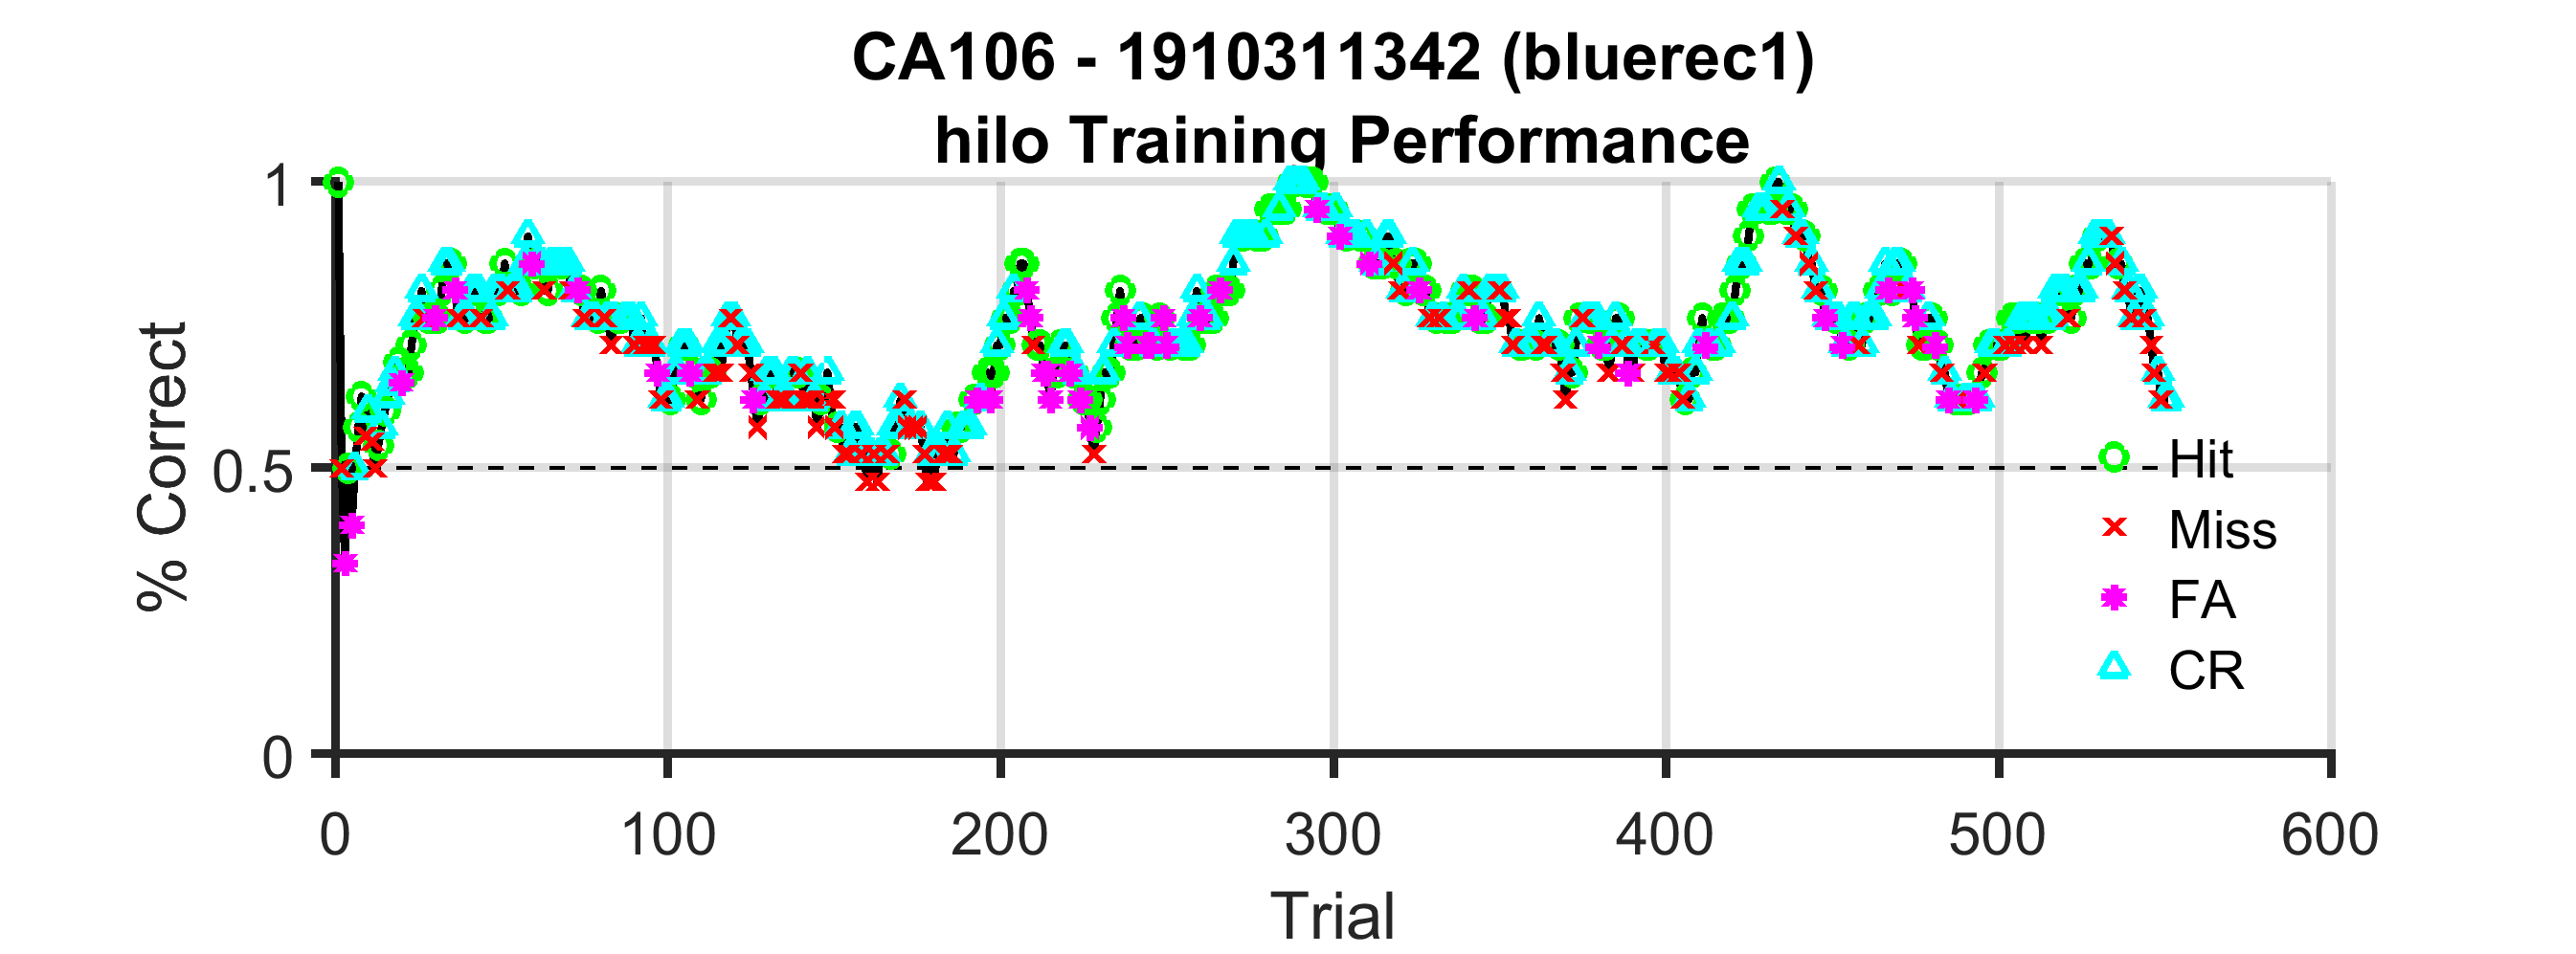 CA106 - 1910311342 (bluerec1)
hilo Training Performance
% Correct
1
0.5
0
0 100 200 300 400 500 600
Trial
Hit
Miss
FA
CR